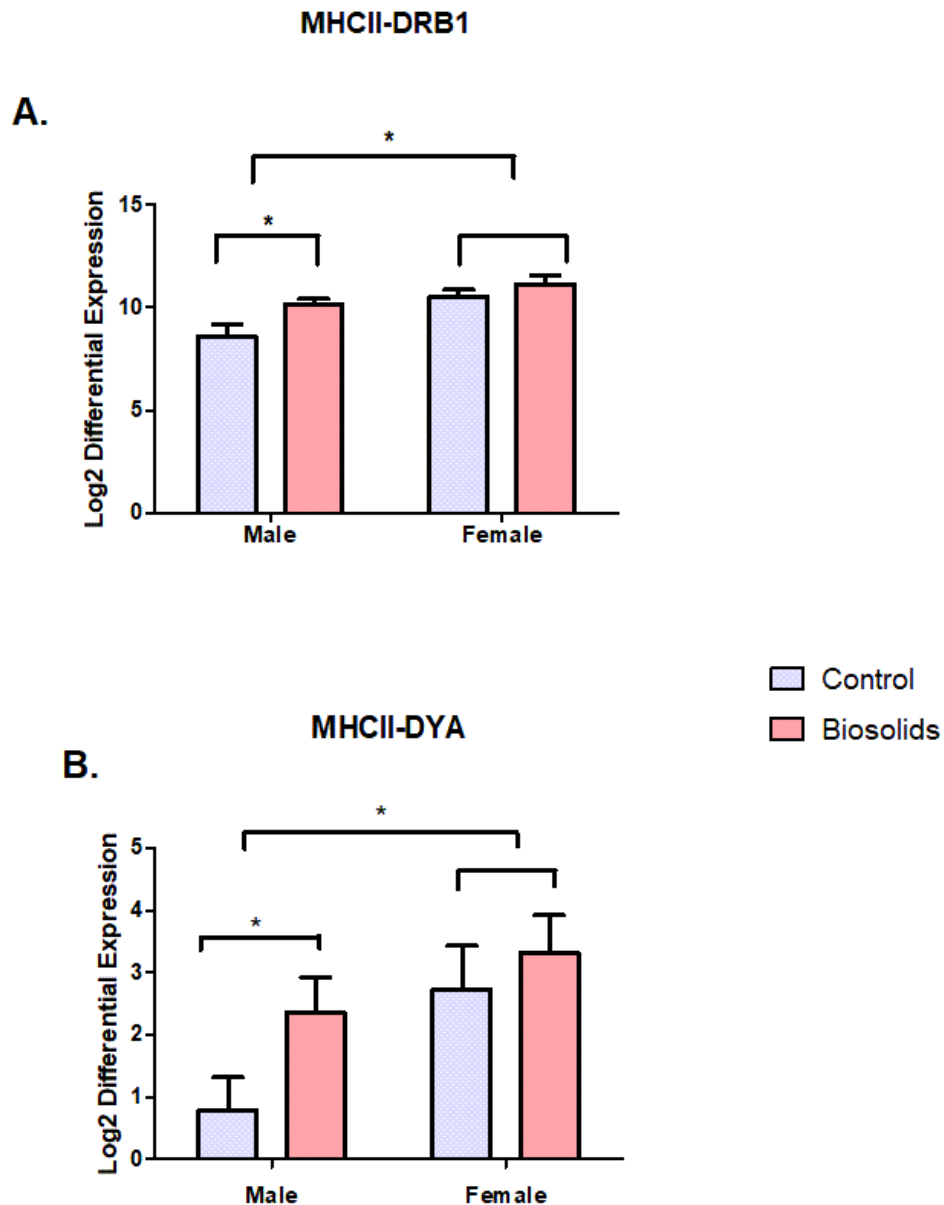 MHCII-DRB1
A.
*
*
Log2 Differential Expression
15
10
5
0
Male Female
Control
Biosolids
MHCII-DYA
B.
*
*
Log2 Differential Expression
5
4
3
2
1
0
Male Female